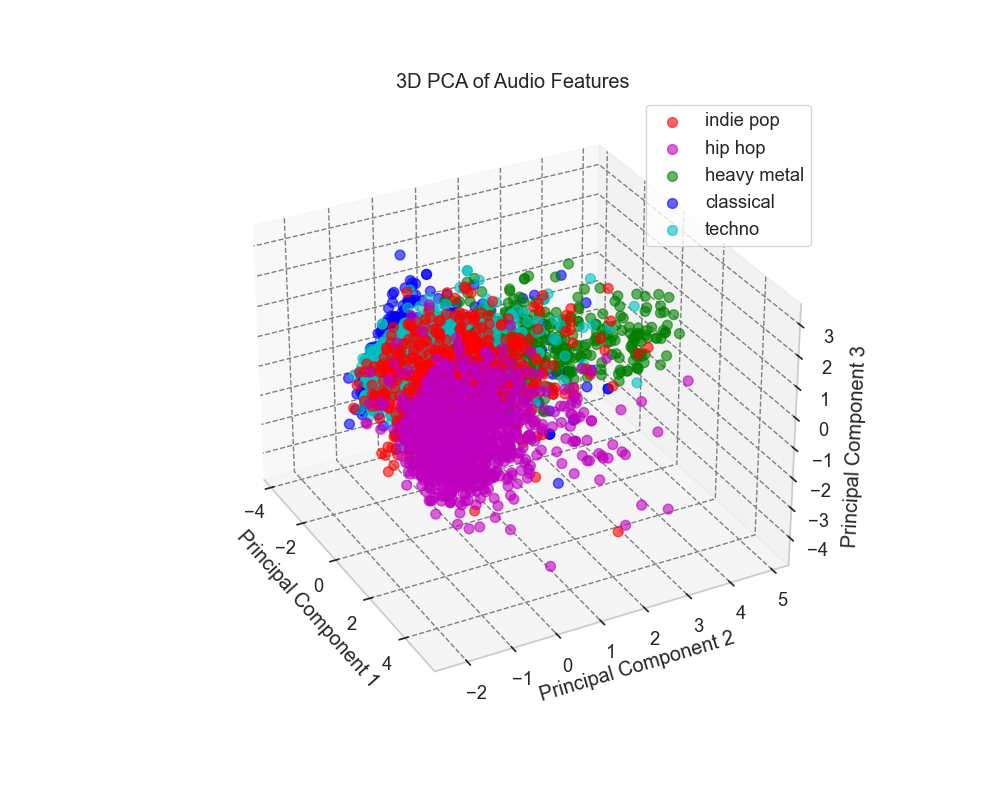 3D PCA of Audio Features
indie pop
hip hop
heavy metal
classical
techno
3
2
1
0
−1
−2
−3
−4
Principal Component 3
−4
−2
0
2
4
Principal Component 1
−2
−1
0
1
2
3
4
5
Principal Component 2